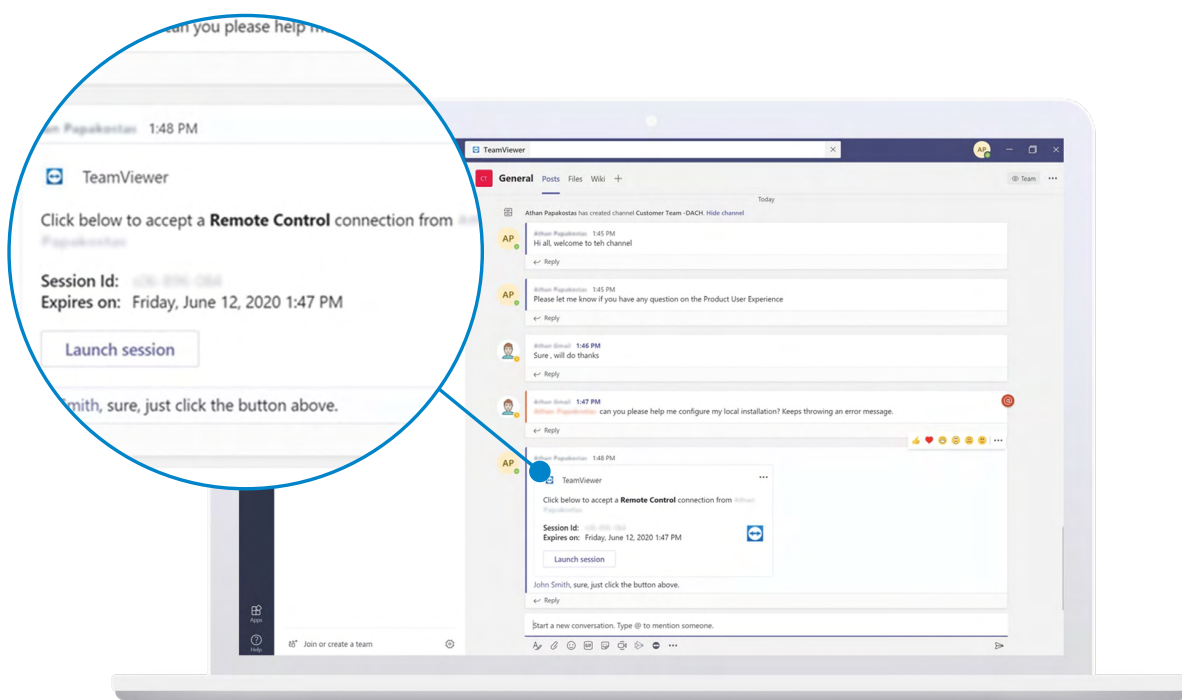 can you please help
1:48 PM
TeamViewer
Click below to accept a Remote Control connection from
Session Id:
Expires on: Friday, June 12, 2020 1:47 PM
Launch session
mith, sure, just click the button above.
TeamViewer
AP
CT
General Posts Files Wiki +
Team
Today
Athan Papakostas has created channel Customer Team -DACH. Hide channel
AP
1:45 PM
Hi all, welcome to teh channel
Reply
AP
1:45 PM
Please let me know if you have any question on the Product User Experience
Reply
1:46 PM
Sure , will do thanks
Reply
1:47 PM
can you please help me configure my local installation? Keeps throwing an error message.
Reply
AP
1:48 PM
TeamViewer
Click below to accept a Remote Control connection from
Session Id:
Expires on: Friday, June 12, 2020 1:47 PM
Launch session
John Smith, sure, just click the button above.
Reply
Start a new conversation. Type @ to mention someone.
Apps
Help
Join or create a team
GIF